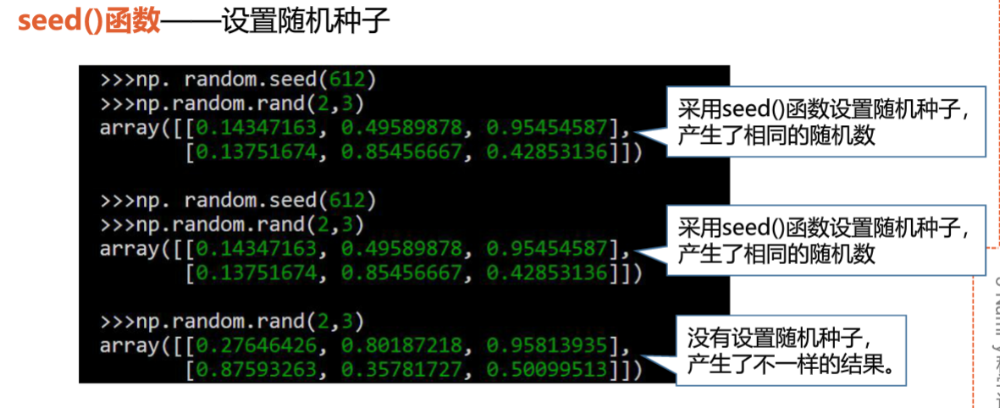 seed()函数——设置随机种子
>>>np. random.seed(612)
>>>np.random.rand(2,3)
array([[0.14347163, 0.49589878, 0.95454587],
[0.13751674, 0.85456667, 0.42853136]])
采用seed()函数设置随机种子，
产生了相同的随机数
>>>np. random.seed(612)
>>>np.random.rand(2,3)
array([[0.14347163, 0.49589878, 0.95454587],
[0.13751674, 0.85456667, 0.42853136]])
采用seed()函数设置随机种子，
产生了相同的随机数
>>>np.random.rand(2,3)
array([[0.27646426, 0.80187218, 0.95813935],
[0.87593263, 0.35781727, 0.50099513]])
没有设置随机种子，
产生了不一样的结果。